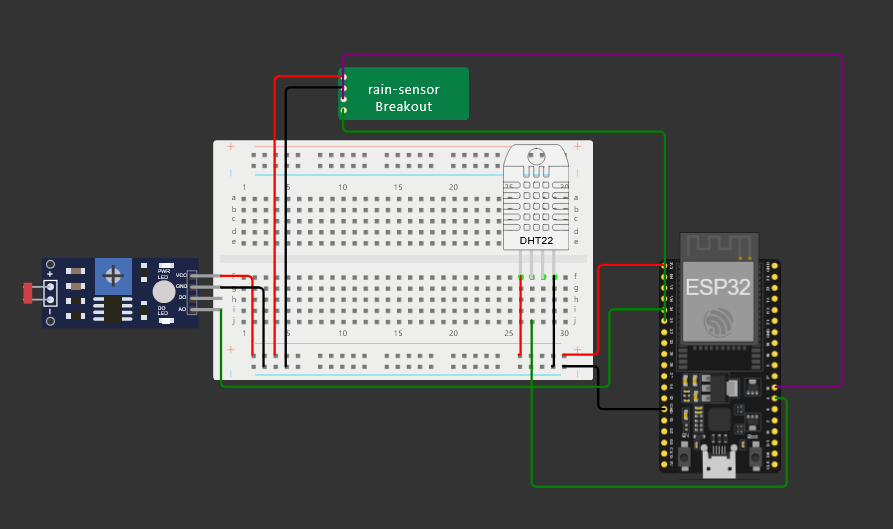 rain-sensor
Breakout
+
+
1
5
10
15
20
25
30
a
b
c
d
e
a
b
c
d
e
DHT22
f
g
h
i
j
f
g
h
i
j
1
5
10
15
20
25
30
+
+
+
PWR
LED
VCC
GND
DO
AO
DO
LED
ESP32